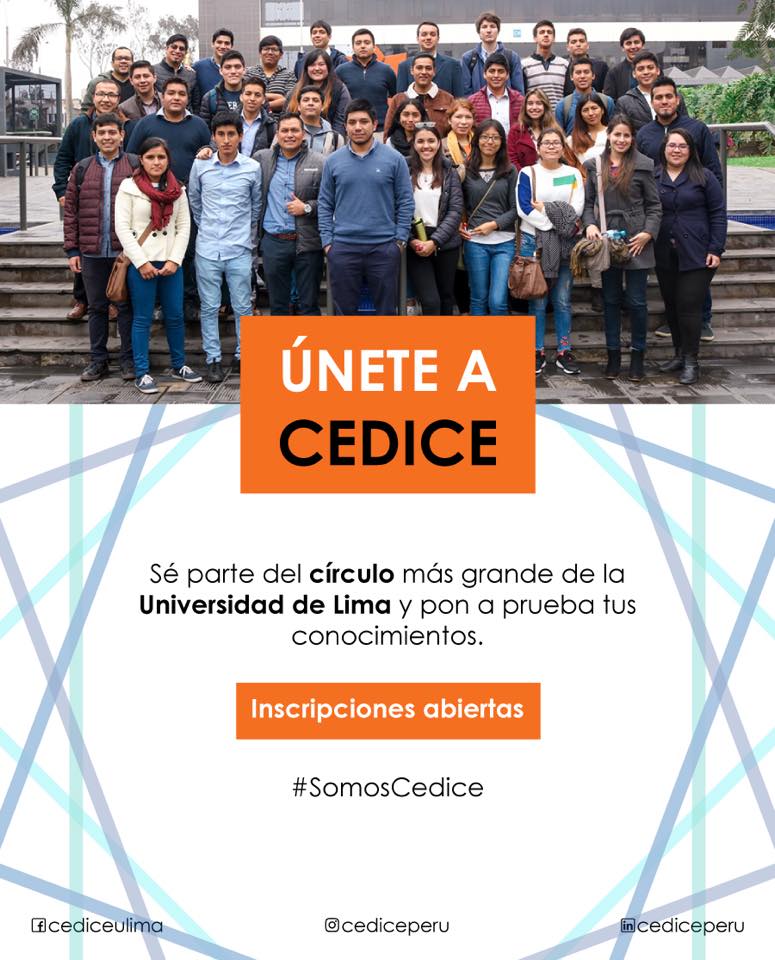 ÚNETE A
CEDICE
Sé parte del círculo más grande de la
Universidad de Lima y pon a prueba tus
conocimientos.
Inscripciones abiertas
#SomosCedice
cediceulima
cediceperu
cediceperu